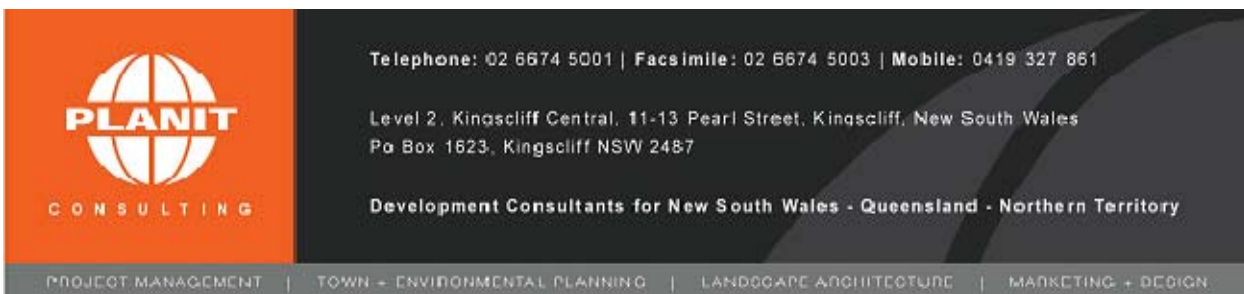 PLANIT
CONSULTING
Telephone: 02 6674 5001 | Facsimile: 02 6674 5003 | Mobile: 0419 327 861
Level 2, Kingscliff Central, 11-13 Pearl Street, Kingscliff, New South Wales
Po Box 1623, Kingscliff NSW 2487
Development Consultants for New South Wales - Queensland - Northern Territory
PROJECT MANAGEMENT | TOWN + ENVIRONMENTAL PLANNING | LANDSCAPE ARCHITECTURE | MARKETING + DESIGN